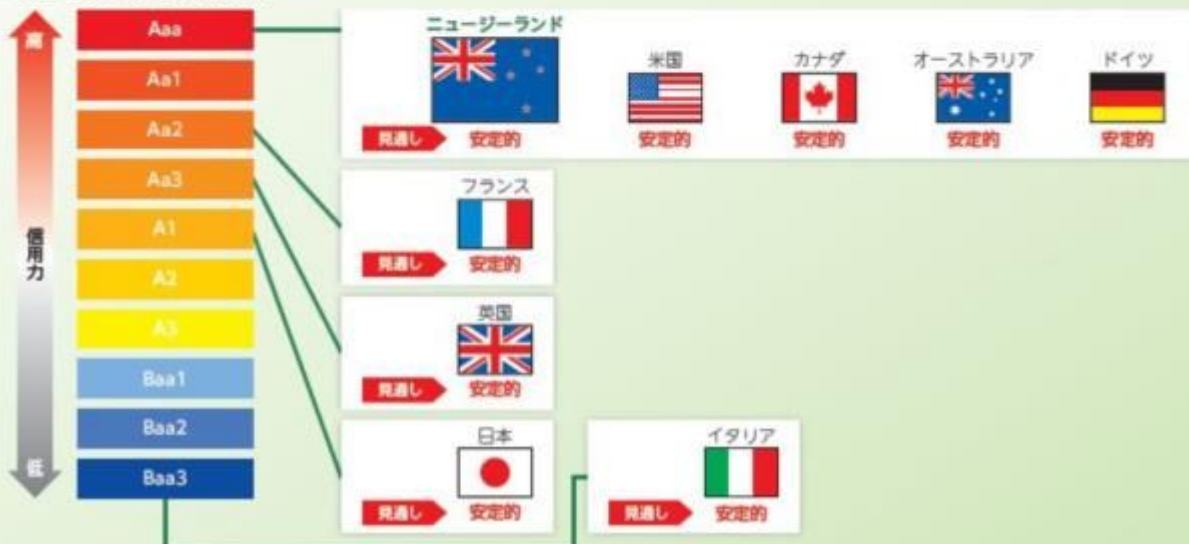 高
信用力
低
Aaa
Aa1
Aa2
Aa3
A1
A2
A3
Baa1
Baa2
Baa3
ニュージーランド
見通し 安定的
米国
安定的
カナダ
安定的
オーストラリア
安定的
ドイツ
安定的
フランス
見通し 安定的
英国
見通し 安定的
日本
見通し 安定的
イタリア
見通し 安定的